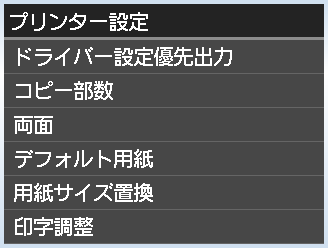 プリンター設定
ドライバー設定優先出力
コピー部数
両面
デフォルト用紙
用紙サイズ置換
印字調整